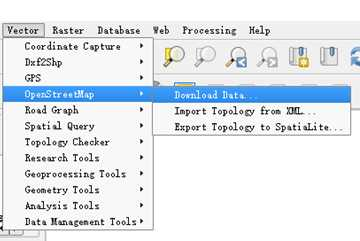 Vector Raster Database Web Processing Help
Coordinate Capture
Dxf2Shp
GPS
OpenStreetMap
Download Data...
Road Graph
Import Topology from XML...
Spatial Query
Export Topology to SpatiaLite...
Topology Checker
Research Tools
Geoprocessing Tools
Geometry Tools
Analysis Tools
Data Management Tools